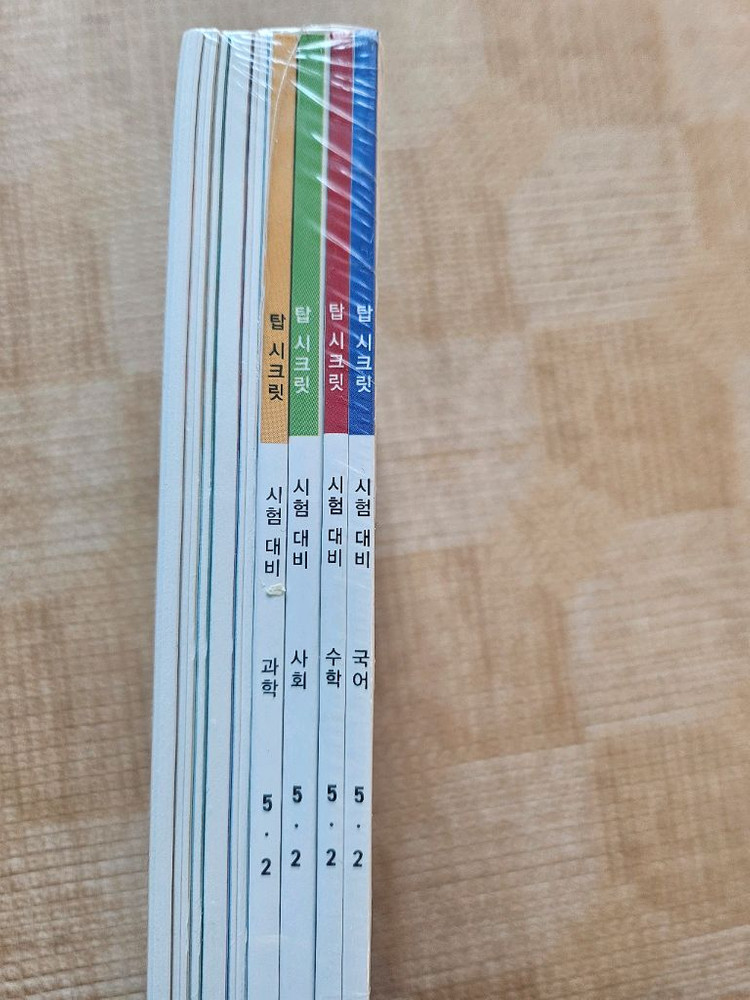 탑 시크릿 시험 대비 과학 5·2
탑 시크릿 시험 대비 사회 5·2
탑 시크릿 시험 대비 수학 5·2
탑 시크릿 시험 대비 국어 5·2